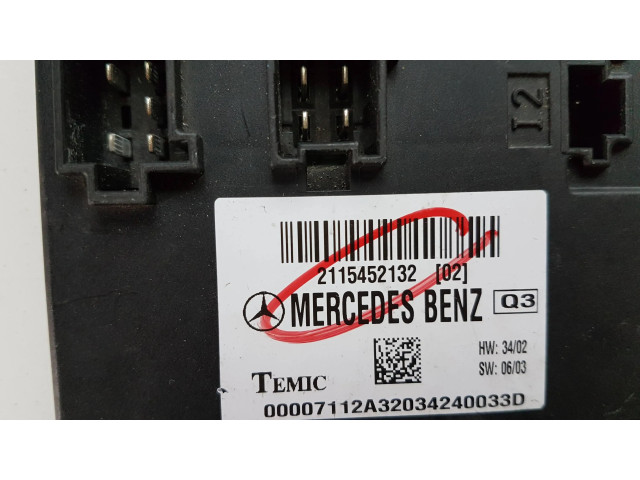 I2
2115452132 [02]
MERCEDES BENZ Q3
HW: 34/02
SW: 06/03
TEMIC
00007112A32034240033D